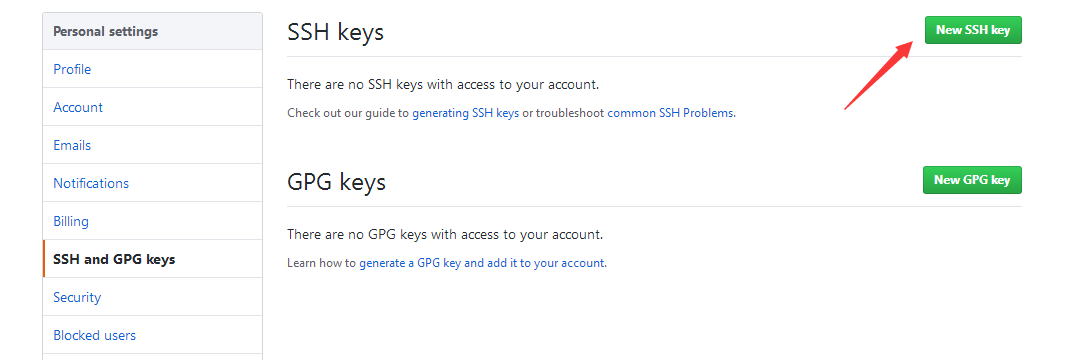 Personal settings
Profile
Account
Emails
Notifications
Billing
SSH and GPG keys
Security
Blocked users
SSH keys
New SSH key
There are no SSH keys with access to your account.
Check out our guide to generating SSH keys or troubleshoot common SSH Problems.
GPG keys
New GPG key
There are no GPG keys with access to your account.
Learn how to generate a GPG key and add it to your account.